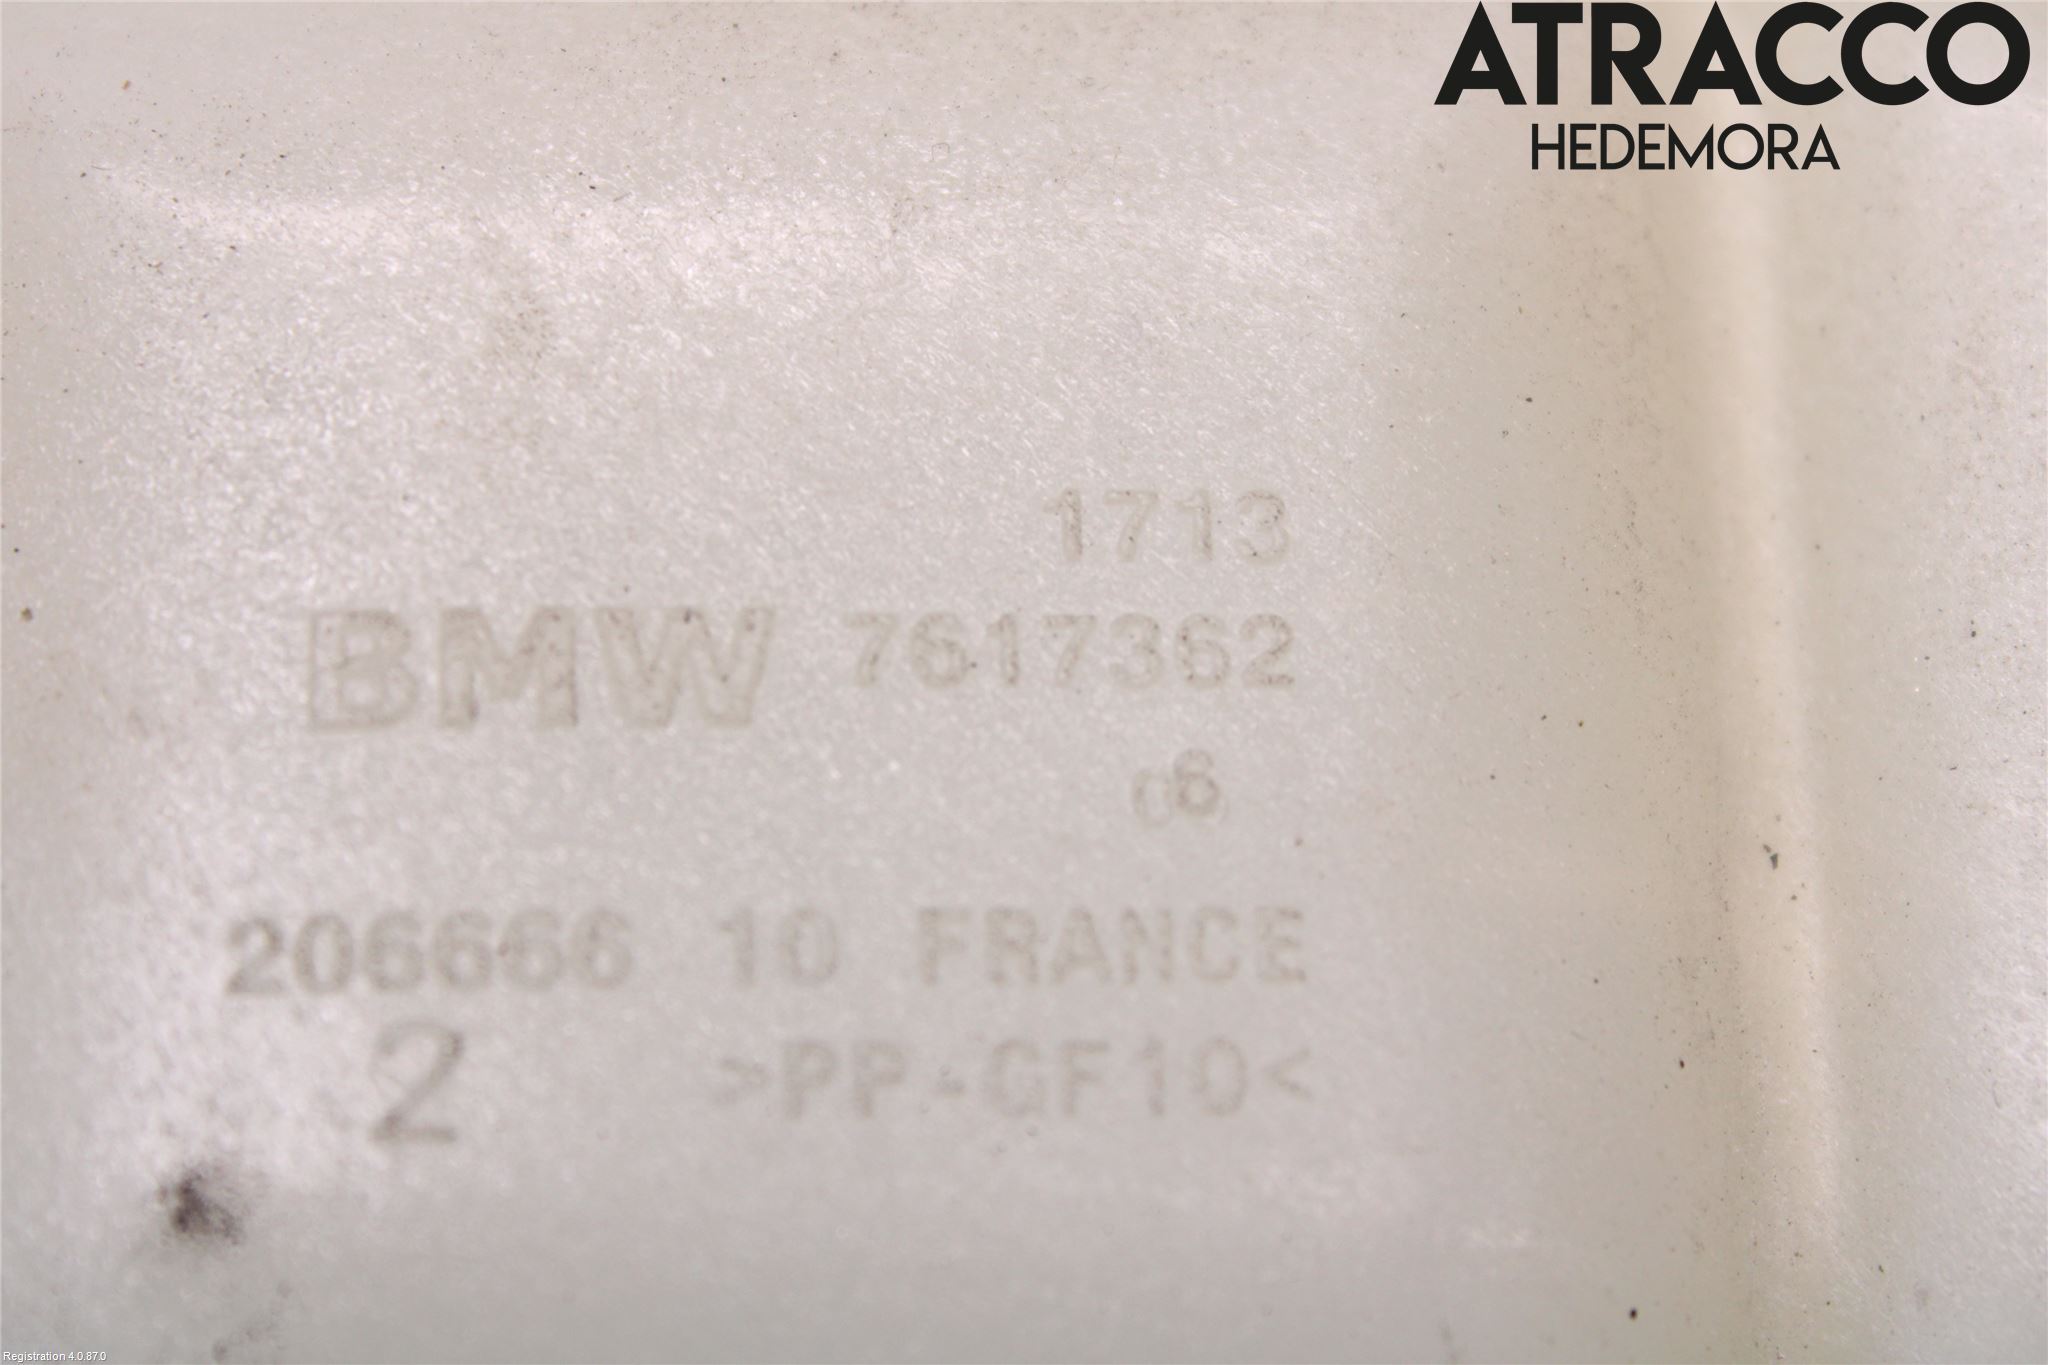 ATRACCO
HEDEMORA
1713
BMW 7617362
06
206666 10 FRANCE
2 >PP-GF10<
Registration 4.0.87.0